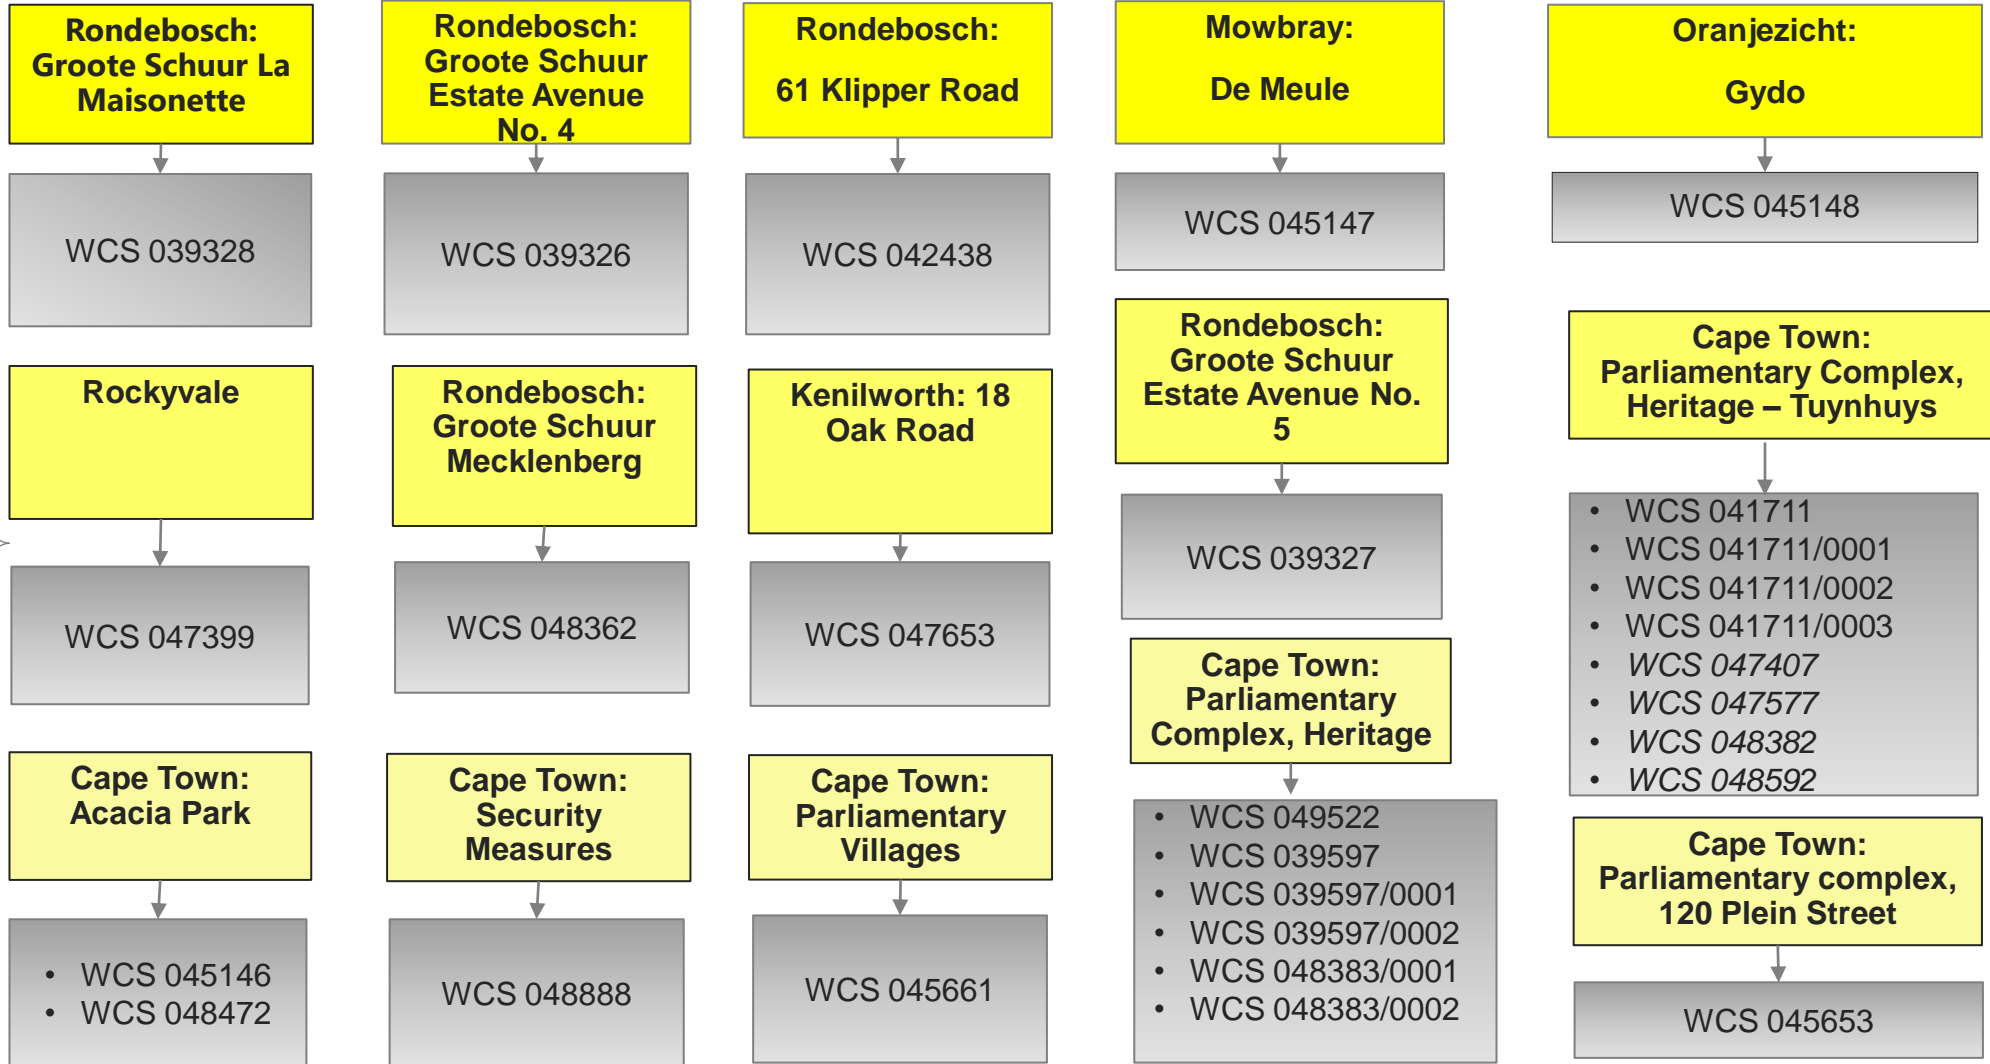 Rondebosch:
Groote Schuur La
Maisonette
WCS 039328
Rondebosch:
Groote Schuur
Estate Avenue
No. 4
WCS 039326
Rondebosch:
61 Klipper Road
WCS 042438
Mowbray:
De Meule
WCS 045147
Oranjezicht:
Gydo
WCS 045148
Rockyvale
WCS 047399
Rondebosch:
Groote Schuur
Mecklenberg
WCS 048362
Kenilworth: 18
Oak Road
WCS 047653
Rondebosch:
Groote Schuur
Estate Avenue No.
5
WCS 039327
Cape Town:
Parliamentary Complex,
Heritage – Tuynhuys
• WCS 041711
• WCS 041711/0001
• WCS 041711/0002
• WCS 041711/0003
• WCS 047407
• WCS 047577
• WCS 048382
• WCS 048592
Cape Town:
Acacia Park
• WCS 045146
• WCS 048472
Cape Town:
Security
Measures
WCS 048888
Cape Town:
Parliamentary
Villages
WCS 045661
Cape Town:
Parliamentary
Complex, Heritage
• WCS 049522
• WCS 039597
• WCS 039597/0001
• WCS 039597/0002
• WCS 048383/0001
• WCS 048383/0002
Cape Town:
Parliamentary complex,
120 Plein Street
WCS 045653